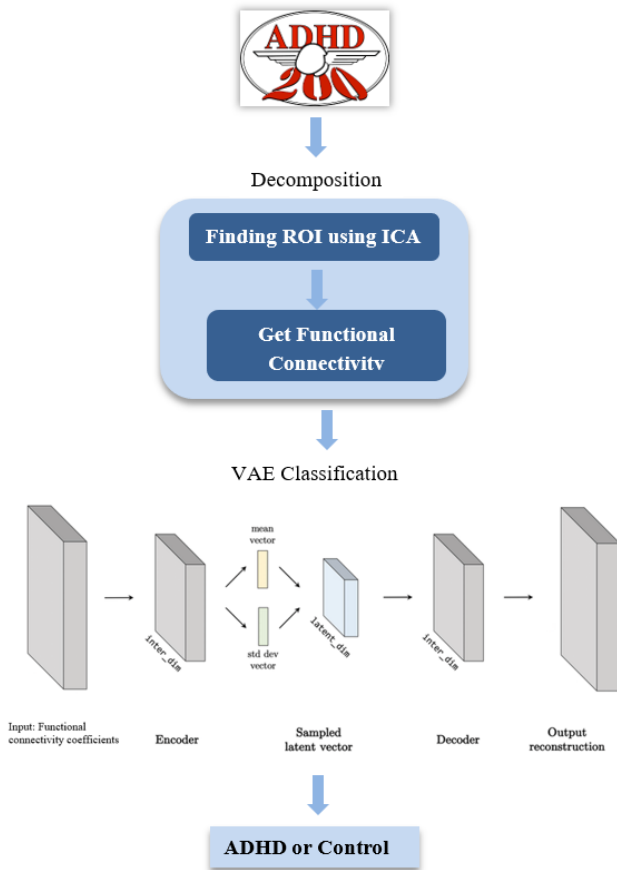 ADHD
200
Decomposition
Finding ROI using ICA
Get Functional
Connectivity
VAE Classification
mean
vector
inter_dim
std dev
vector
latent_dim
inter_dim
Input: Functional
connectivity coefficients
Encoder
Sampled
latent vector
Decoder
Output
reconstruction
ADHD or Control